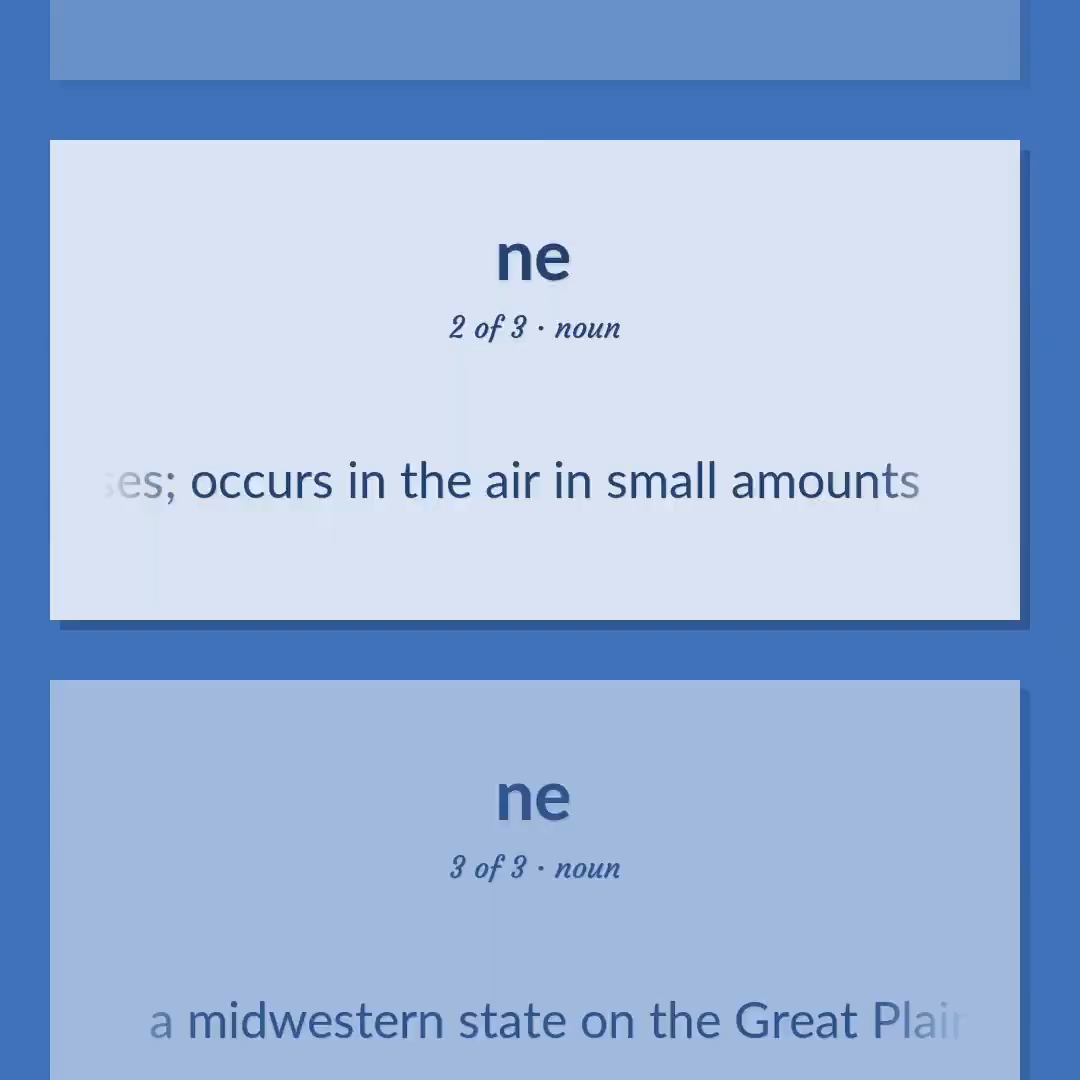 ne
2 of 3 · noun
es; occurs in the air in small amounts
ne
3 of 3 · noun
a midwestern state on the Great Plai